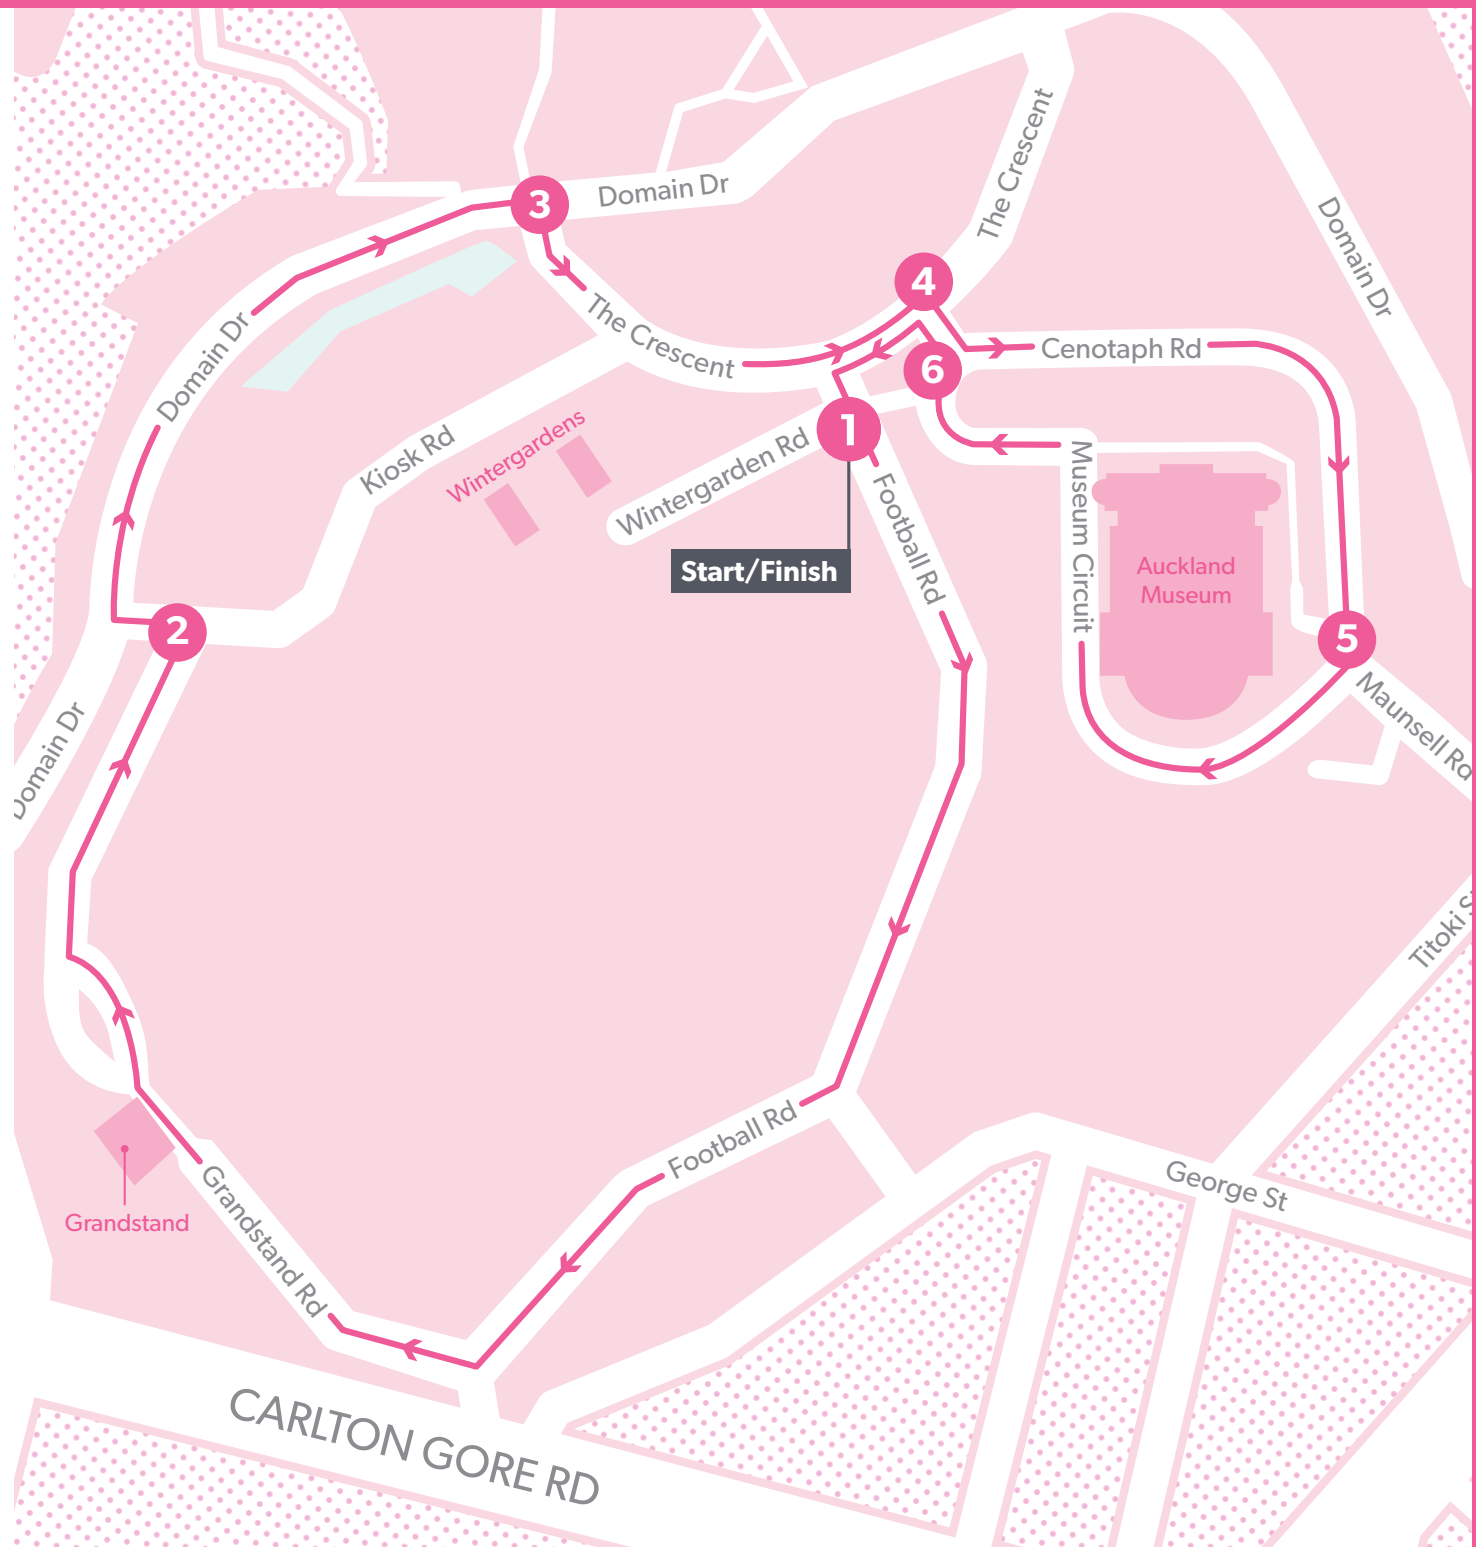 The Crescent
3
Domain Dr
Domain Dr
4
Domain Dr
The Crescent
6
Cenotaph Rd
Kiosk Rd
Wintergardens
Wintergarden Rd
1
Football Rd
Museum Circuit
Start/Finish
Auckland
Museum
2
5
Domain Dr
Maunsell Rd
Titoki S
Football Rd
George St
Grandstand
Grandstand Rd
CARLTON GORE RD